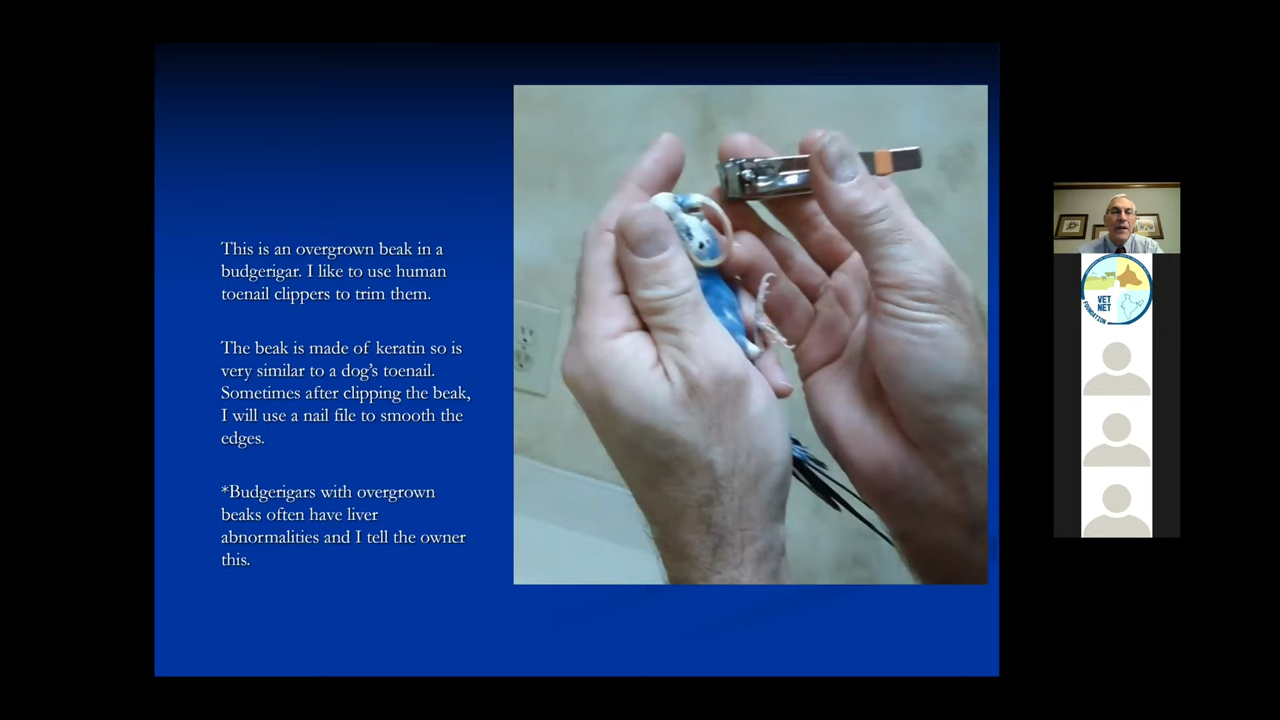 This is an overgrown beak in a
budgerigar. I like to use human
toenail clippers to trim them.
The beak is made of keratin so is
very similar to a dog's toenail.
Sometimes after clipping the beak,
I will use a nail file to smooth the
edges.
*Budgerigars with overgrown
beaks often have liver
abnormalities and I tell the owner
this.
VET
NET
FOUNDATION